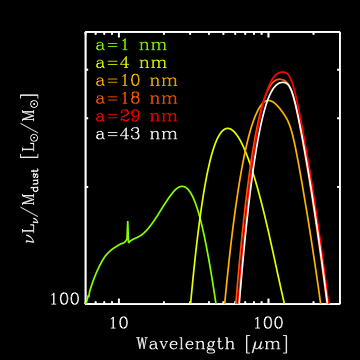 a=1 nm
a=4 nm
a=10 nm
a=18 nm
a=29 nm
a=43 nm
νLν/Mdust [L⊙/M⊙]
100
10 100
Wavelength [μm]